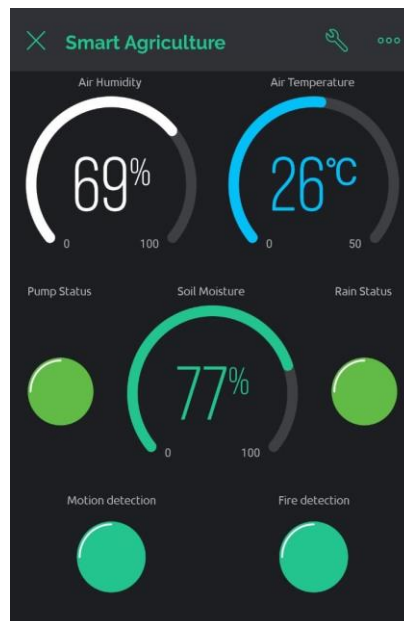 Smart Agriculture
Air Humidity
Air Temperature
69%
26°C
0 100
0 50
Pump Status
Soil Moisture
Rain Status
77%
0 100
Motion detection
Fire detection